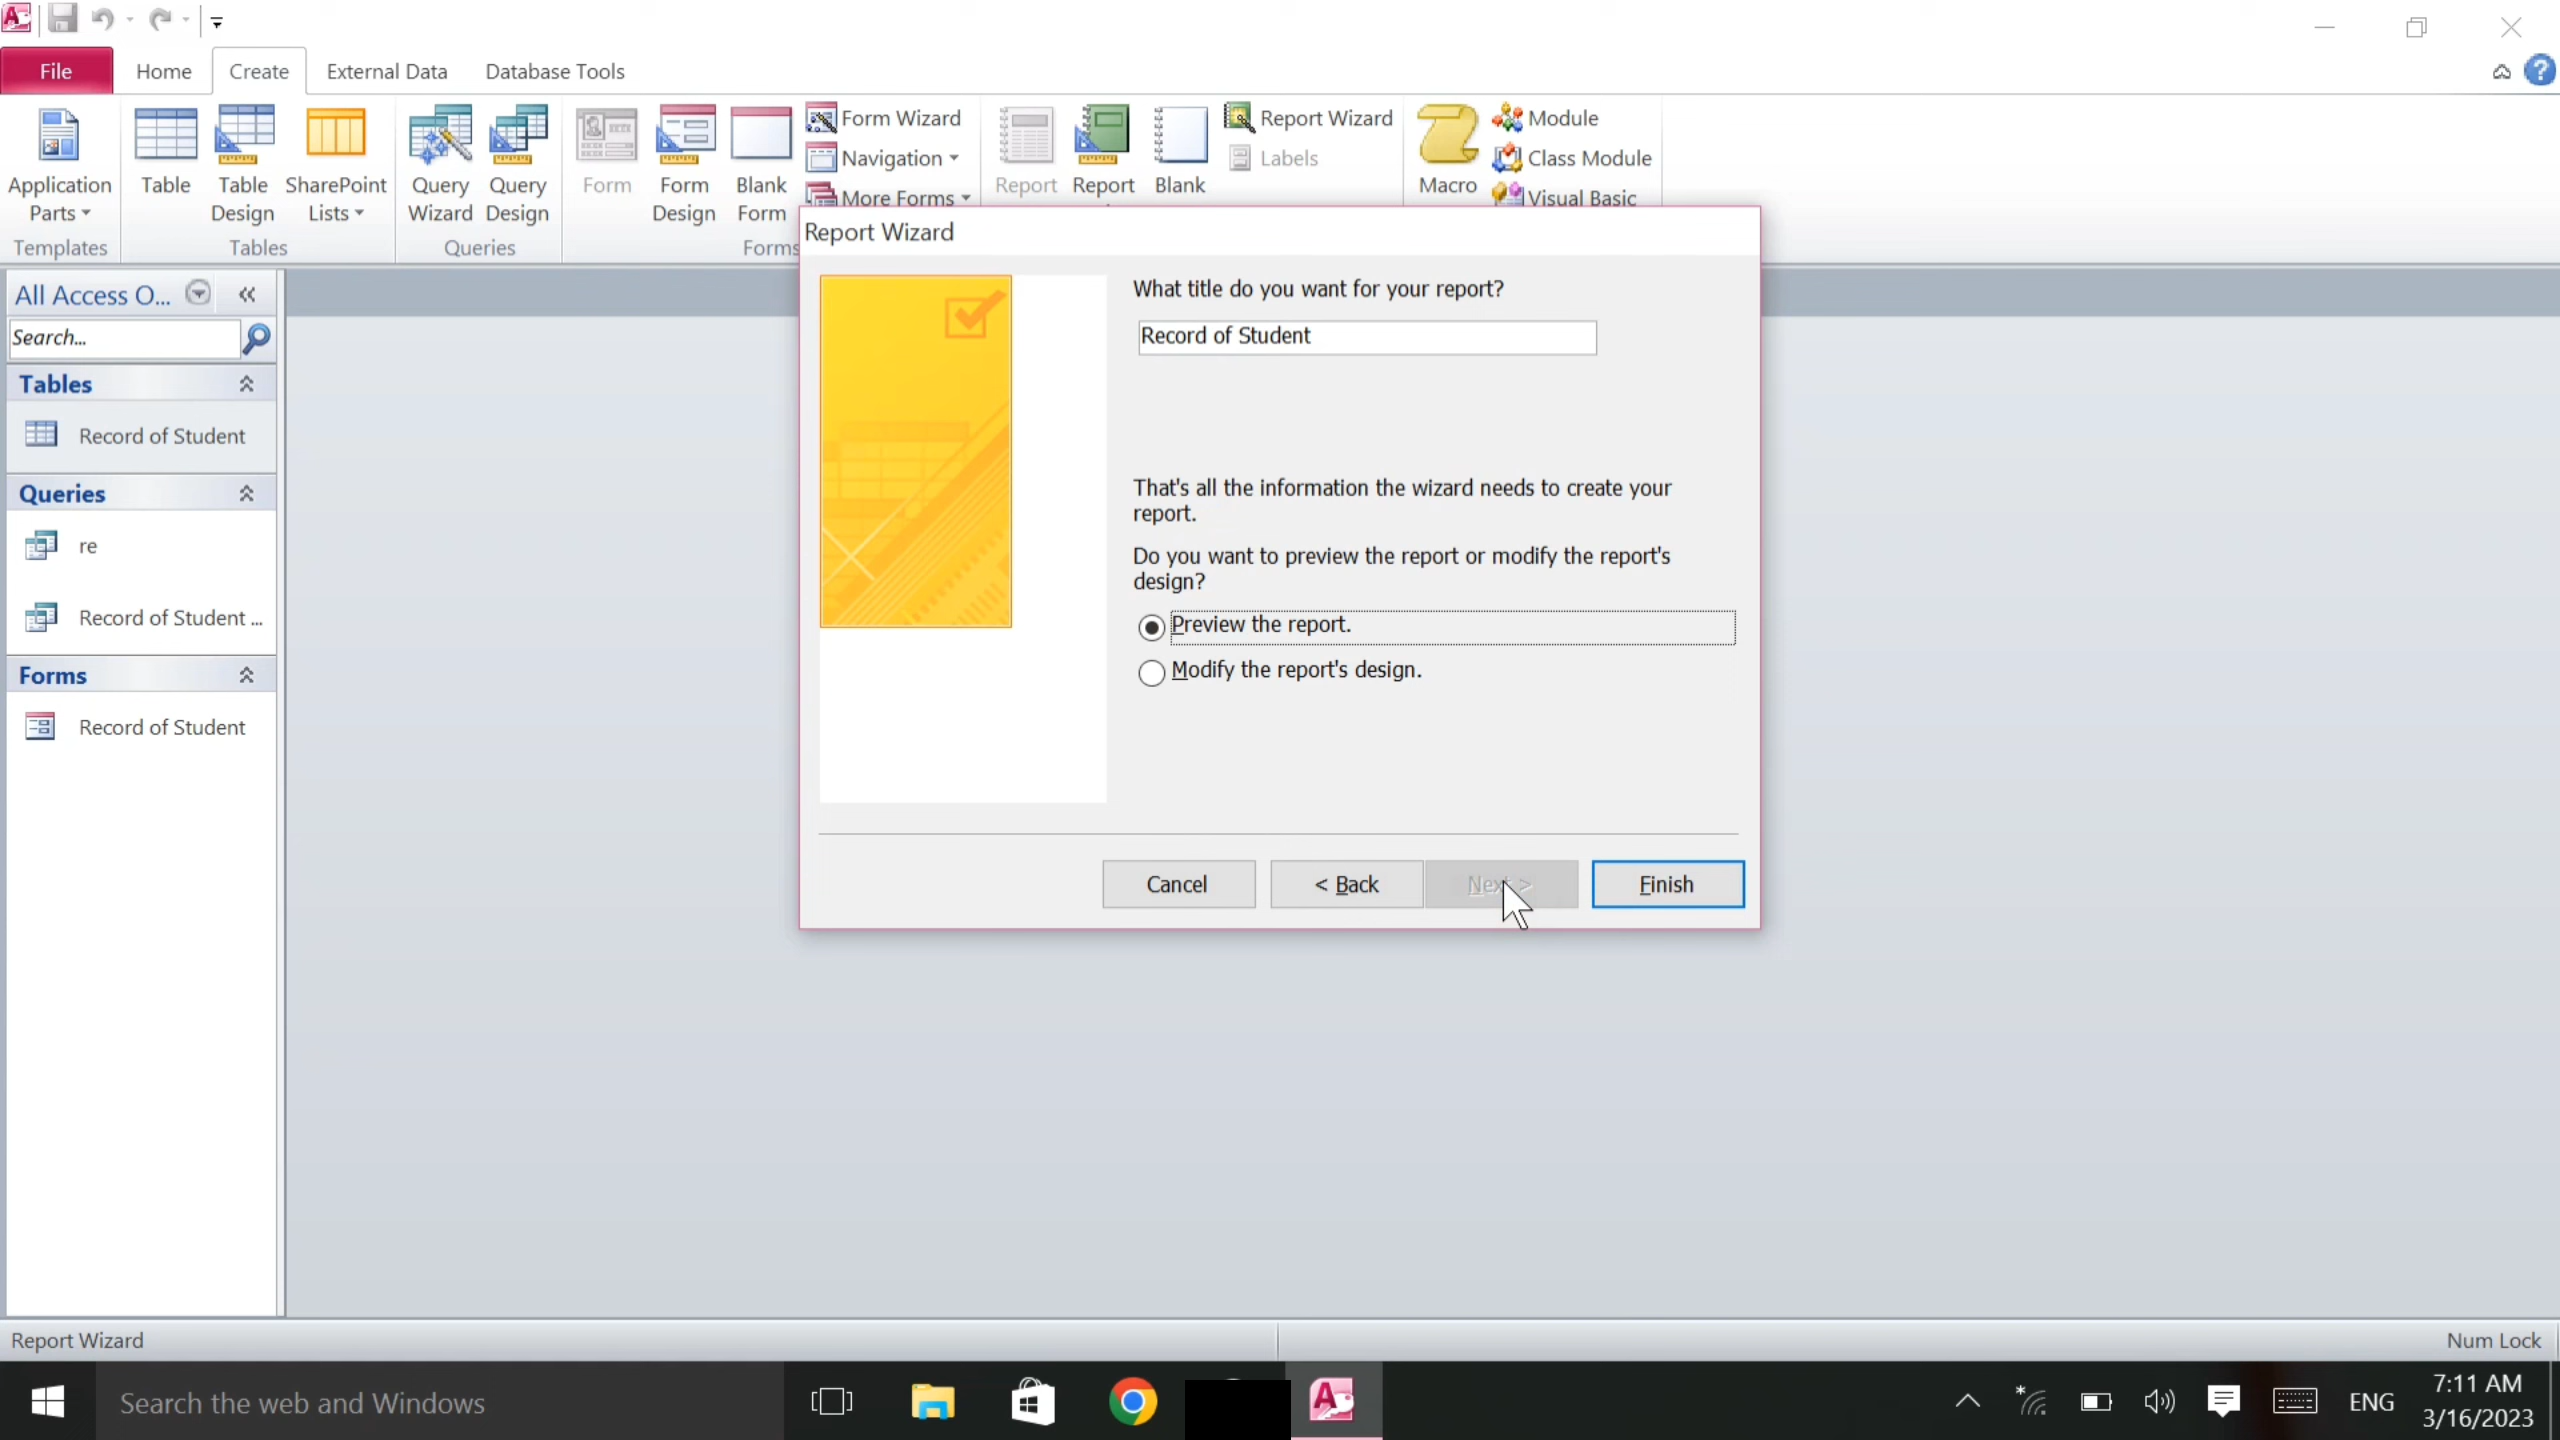 File Home Create External Data Database Tools
Application Parts
Table
Table Design
SharePoint Lists
Query Wizard
Query Design
Form
Form Design
Blank Form
Form Wizard
Navigation
More Forms
Report
Report
Blank
Report Wizard
Labels
Macro
Module
Class Module
Visual Basic
Templates Tables Queries Forms
Report Wizard
What title do you want for your report?
Record of Student
That's all the information the wizard needs to create your
report.
Do you want to preview the report or modify the report's
design?
Preview the report.
Modify the report's design.
Cancel < Back Next > Finish
All Access O...
Search...
Tables
Record of Student
Queries
re
Record of Student ...
Forms
Record of Student
Report Wizard Num Lock
Search the web and Windows
ENG
7:11 AM
3/16/2023